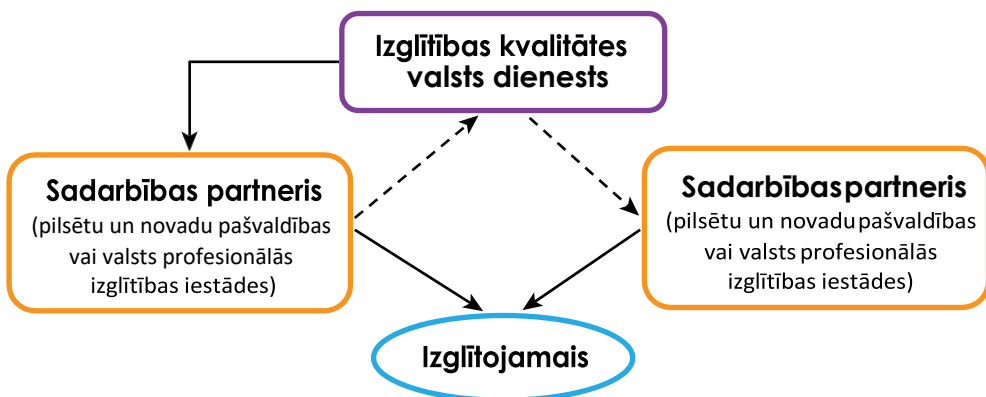 Izglītības kvalitātes
valsts dienests
Sadarbības partneris
(pilsētu un novadu pašvaldības
vai valsts profesionālās
izglītības iestādes)
Sadarbības partneris
(pilsētu un novadu pašvaldības
vai valsts profesionālās
izglītības iestādes)
Izglītojamais